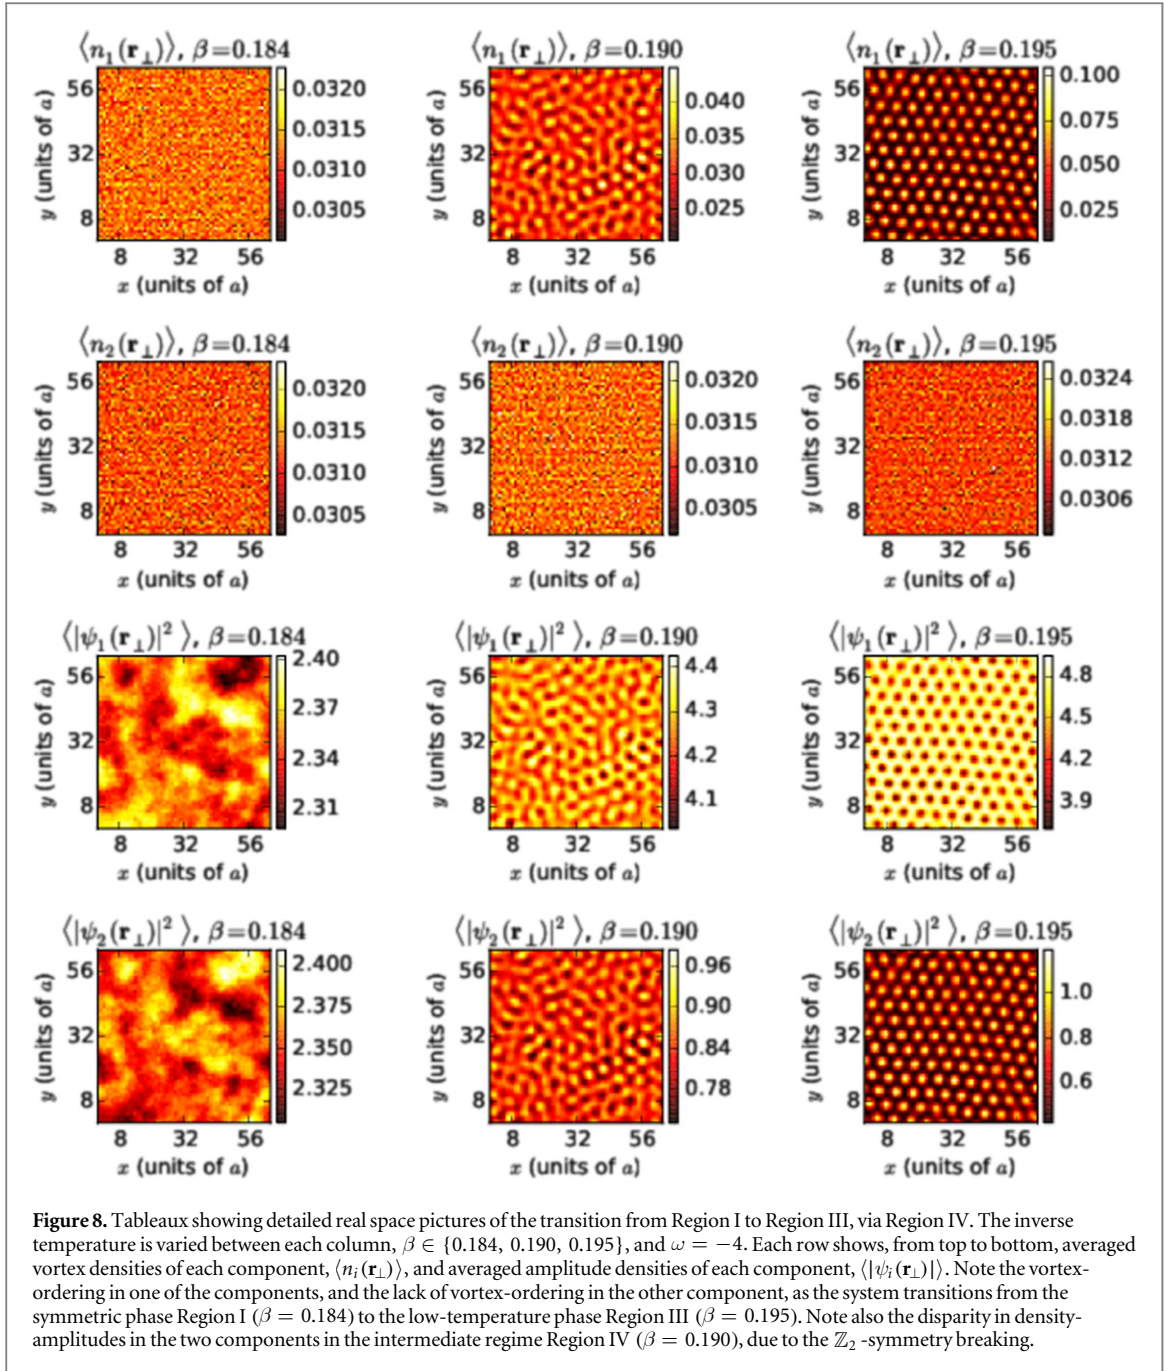 ⟨n₁(r⊥)⟩, β=0.184
⟨n₁(r⊥)⟩, β=0.190
⟨n₁(r⊥)⟩, β=0.195
y (units of a)
56
32
8
8 32 56
x (units of a)
0.0320
0.0315
0.0310
0.0305
y (units of a)
56
32
8
8 32 56
x (units of a)
0.040
0.035
0.030
0.025
y (units of a)
56
32
8
8 32 56
x (units of a)
0.100
0.075
0.050
0.025
⟨n₂(r⊥)⟩, β=0.184
⟨n₂(r⊥)⟩, β=0.190
⟨n₂(r⊥)⟩, β=0.195
y (units of a)
56
32
8
8 32 56
x (units of a)
0.0320
0.0315
0.0310
0.0305
y (units of a)
56
32
8
8 32 56
x (units of a)
0.0320
0.0315
0.0310
0.0305
y (units of a)
56
32
8
8 32 56
x (units of a)
0.0324
0.0318
0.0312
0.0306
⟨|ψ₁(r⊥)|² ⟩, β=0.184
⟨|ψ₁(r⊥)|² ⟩, β=0.190
⟨|ψ₁(r⊥)|² ⟩, β=0.195
y (units of a)
56
32
8
8 32 56
x (units of a)
2.40
2.37
2.34
2.31
y (units of a)
56
32
8
8 32 56
x (units of a)
4.4
4.3
4.2
4.1
y (units of a)
56
32
8
8 32 56
x (units of a)
4.8
4.5
4.2
3.9
⟨|ψ₂(r⊥)|² ⟩, β=0.184
⟨|ψ₂(r⊥)|² ⟩, β=0.190
⟨|ψ₂(r⊥)|² ⟩, β=0.195
y (units of a)
56
32
8
8 32 56
x (units of a)
2.400
2.375
2.350
2.325
y (units of a)
56
32
8
8 32 56
x (units of a)
0.96
0.90
0.84
0.78
y (units of a)
56
32
8
8 32 56
x (units of a)
1.0
0.8
0.6
Figure 8. Tableaux showing detailed real space pictures of the transition from Region I to Region III, via Region IV. The inverse
temperature is varied between each column, β ∈ {0.184, 0.190, 0.195}, and ω = −4. Each row shows, from top to bottom, averaged
vortex densities of each component, ⟨nᵢ(r⊥)⟩, and averaged amplitude densities of each component, ⟨|ψᵢ(r⊥)|⟩. Note the vortex-
ordering in one of the components, and the lack of vortex-ordering in the other component, as the system transitions from the
symmetric phase Region I (β = 0.184) to the low-temperature phase Region III (β = 0.195). Note also the disparity in density-
amplitudes in the two components in the intermediate regime Region IV (β = 0.190), due to the ℤ₂ -symmetry breaking.